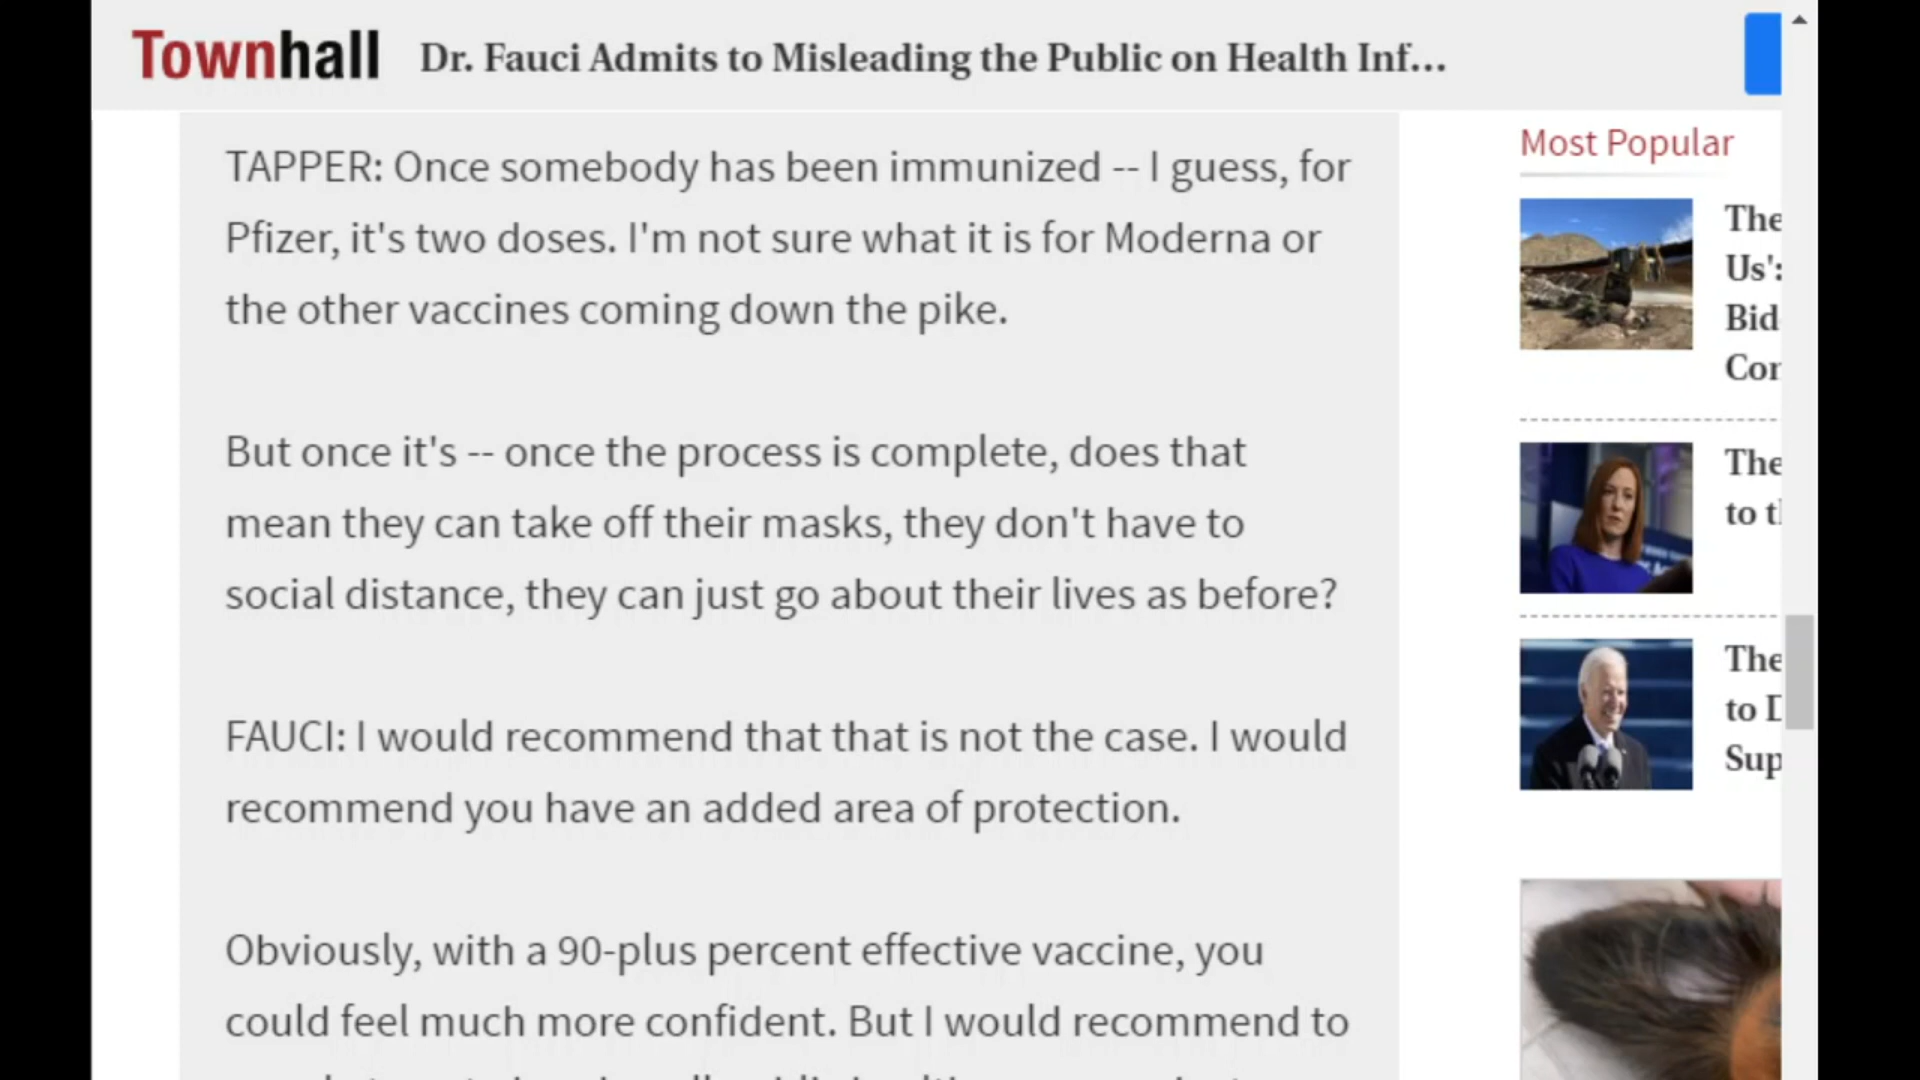 Townhall
Dr. Fauci Admits to Misleading the Public on Health Inf...
TAPPER: Once somebody has been immunized -- I guess, for
Pfizer, it's two doses. I'm not sure what it is for Moderna or
the other vaccines coming down the pike.
But once it's -- once the process is complete, does that
mean they can take off their masks, they don't have to
social distance, they can just go about their lives as before?
FAUCI: I would recommend that that is not the case. I would
recommend you have an added area of protection.
Obviously, with a 90-plus percent effective vaccine, you
could feel much more confident. But I would recommend to
Most Popular
The
Us':
Bid
Con
The
to
The
to
Sup